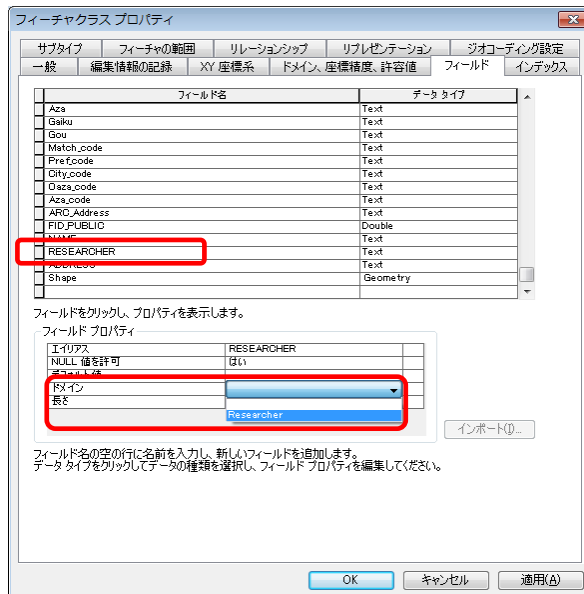 フィーチャクラス プロパティ
サブタイプ フィーチャの範囲 リレーションシップ リプレゼンテーション ジオコーディング設定
一般 編集情報の記録 XY 座標系 ドメイン、座標精度、許容値 フィールド インデックス
フィールド名 データ タイプ
Aza Text
Gaiku Text
Gou Text
Match_code Text
Pref_code Text
City_code Text
Oaza_code Text
Aza_code Text
ARC_Address Text
FID_PUBLIC Double
NAME Text
RESEARCHER Text
ADDRESS Text
Shape Geometry
フィールドをクリックし、プロパティを表示します。
フィールド プロパティ
エイリアス RESEARCHER
NULL 値を許可 はい
デフォルト値
ドメイン
長さ
Researcher
インポート(I)...
フィールド名の空の行に名前を入力し、新しいフィールドを追加します。
データ タイプをクリックしてデータの種類を選択し、フィールド プロパティを編集してください。
OK キャンセル 適用(A)